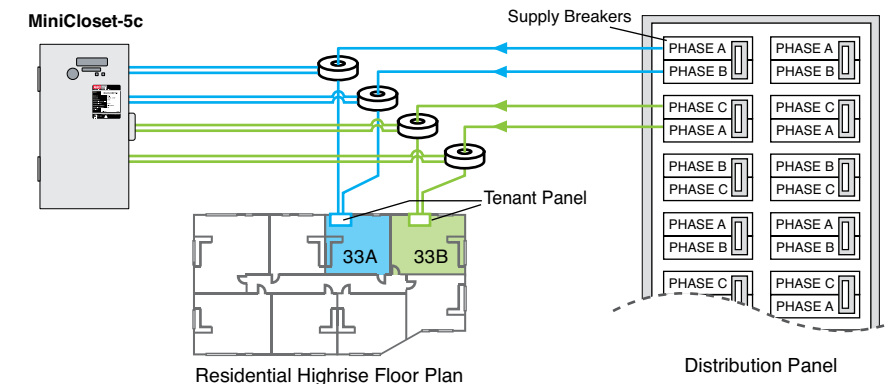 MiniCloset-5c
Supply Breakers
PHASE A
PHASE B
PHASE C
PHASE A
PHASE B
PHASE C
PHASE A
PHASE B
PHASE C
PHASE A
PHASE B
PHASE C
PHASE A
PHASE B
PHASE C
PHASE A
PHASE B
PHASE C
PHASE A
Tenant Panel
33A
33B
Residential Highrise Floor Plan
Distribution Panel